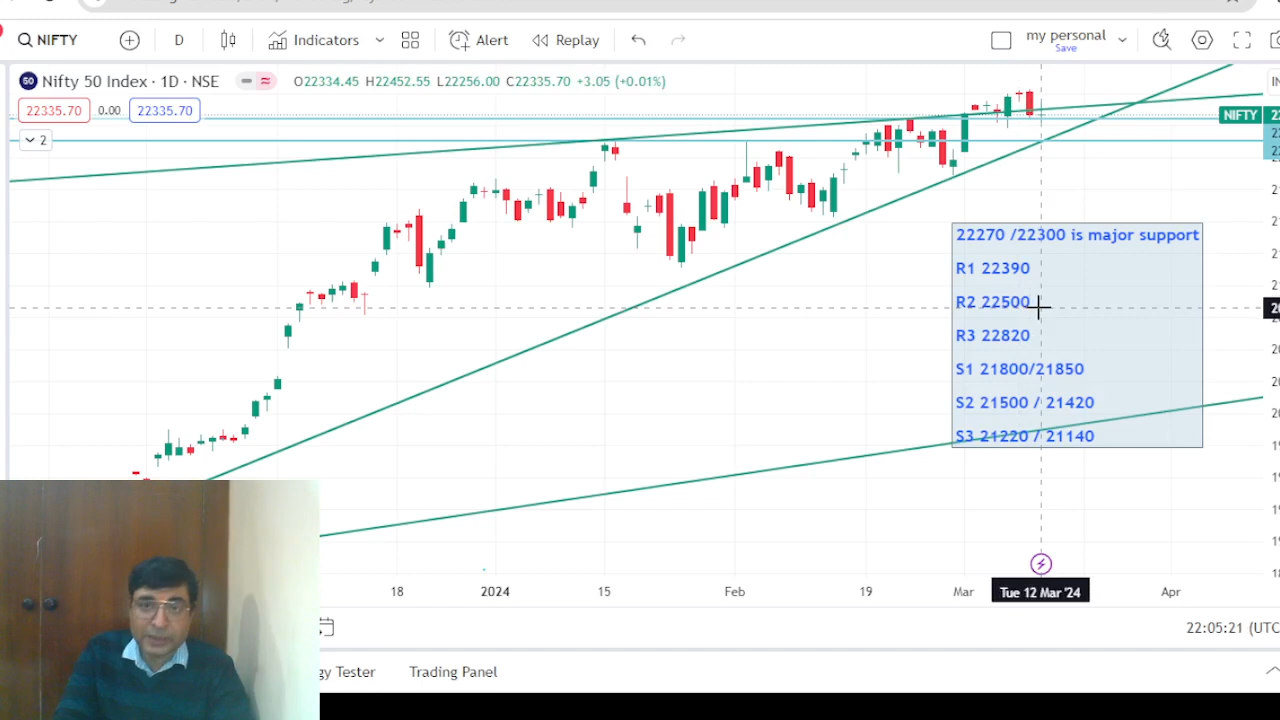 NIFTY
D
Indicators
Alert
Replay
my personal
Save
50 Nifty 50 Index · 1D · NSE
O22334.45 H22452.55 L22256.00 C22335.70 +3.05 (+0.01%)
22335.70 0.00 22335.70
NIFTY
2
22270 /22300 is major support
R1 22390
R2 22500
R3 22820
S1 21800/21850
S2 21500 / 21420
S3 21220 / 21140
18
2024
15
Feb
19
Mar
Tue 12 Mar '24
Apr
22:05:21 (UTC
gy Tester
Trading Panel